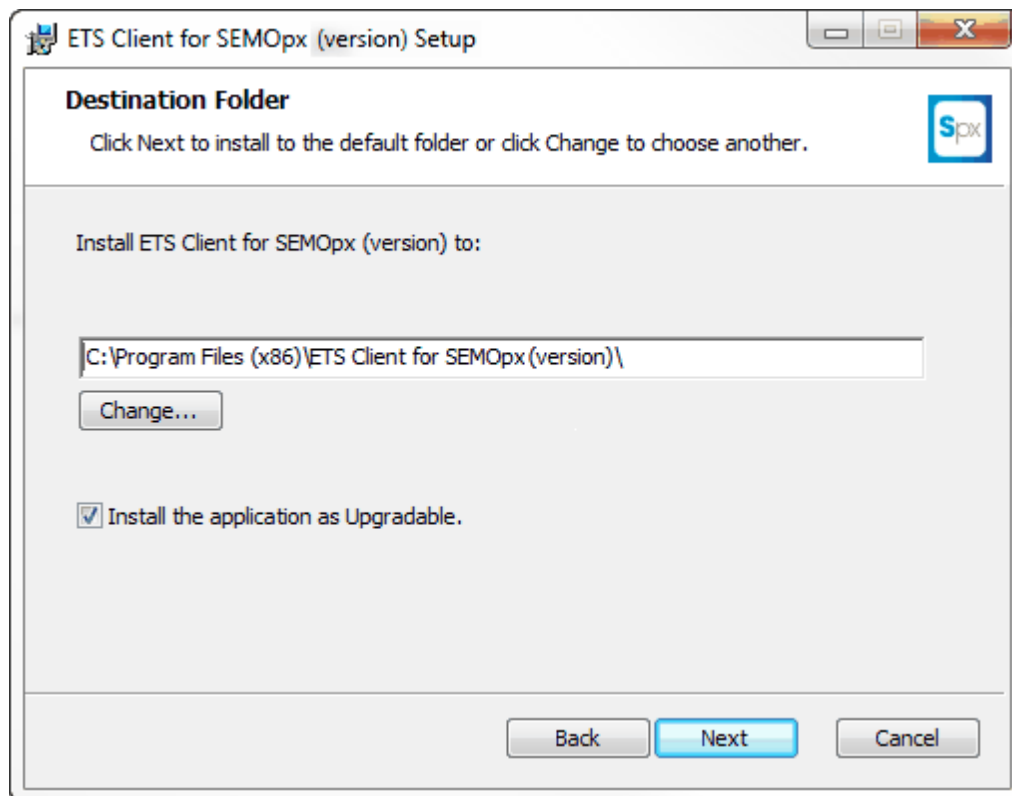 ETS Client for SEMOpx (version) Setup
Destination Folder
Click Next to install to the default folder or click Change to choose another.
Spx
Install ETS Client for SEMOpx (version) to:
C:\Program Files (x86)\ETS Client for SEMOpx (version)\
Change...
Install the application as Upgradable.
Back Next Cancel